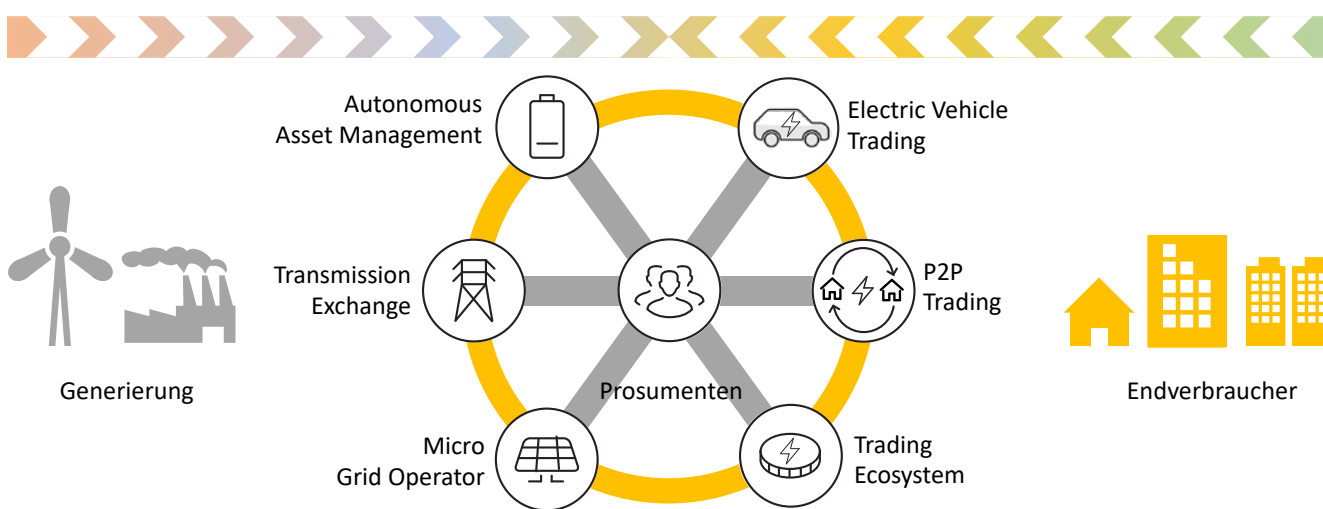 Autonomous
Asset Management
Electric Vehicle
Trading
Transmission
Exchange
P2P
Trading
Generierung
Prosumenten
Endverbraucher
Micro
Grid Operator
Trading
Ecosystem